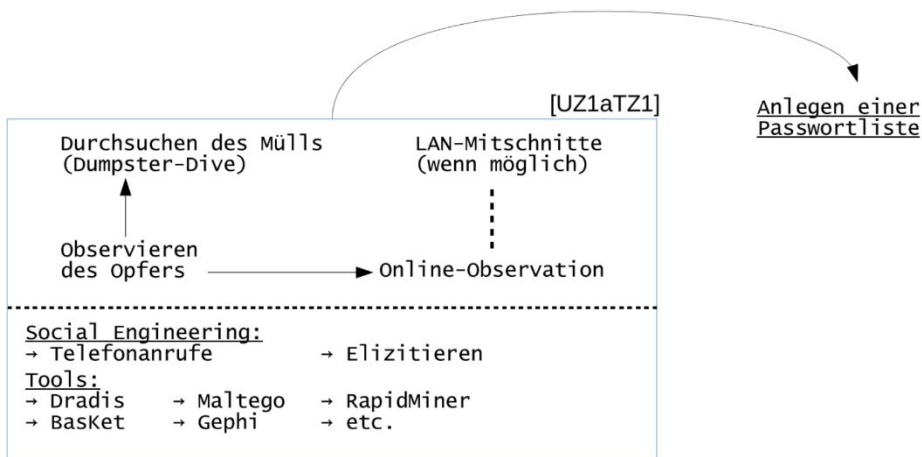 [UZ1aTZ1]
Anlegen einer
Passwortliste
Durchsuchen des Mülls
(Dumpster-Dive)
LAN-Mitschnitte
(wenn möglich)
Observieren
des Opfers
Online-Observation
Social Engineering:
→ Telefonanrufe → Elizitieren
Tools:
→ Dradis → Maltego → RapidMiner
→ BasKet → Gephi → etc.